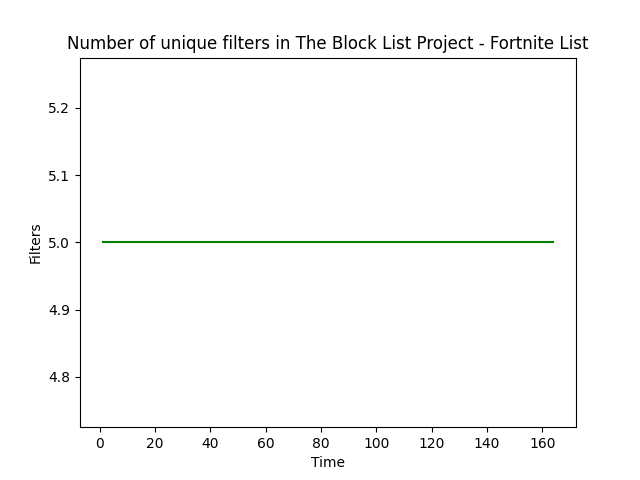 Number of unique filters in The Block List Project - Fortnite List
5.2
5.1
5.0
4.9
4.8
Filters
0 20 40 60 80 100 120 140 160
Time